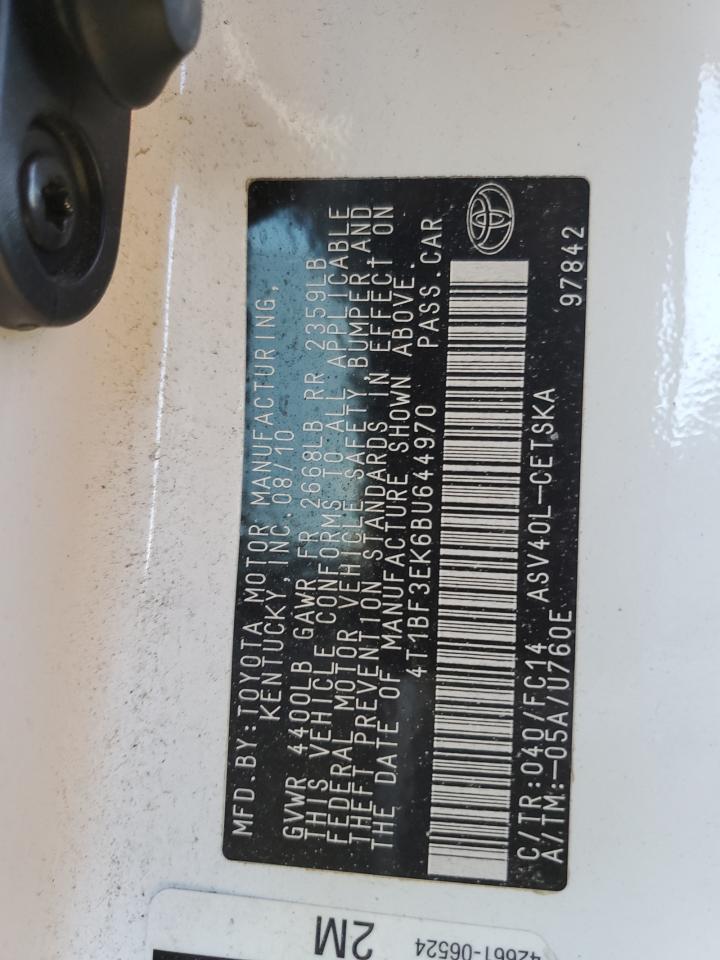 MFD.BY:TOYOTA MOTOR MANUFACTURING,
KENTUCKY,INC.08/10
GVWR 4400LB GAWR FR 2668LB RR 2359LB
THIS VEHICLE CONFORMS TO ALL APPLICABLE
FEDERAL MOTOR VEHICLE SAFETY,BUMPER,AND
THEFT PREVENTION STANDARDS IN EFFECT ON
THE DATE OF MANUFACTURE SHOWN ABOVE.
4T1BF3EK6BU644970 PASS.CAR
C/TR:040/FC14 ASV40L-CETSKA
A/TM:-05A/U760E 97842
2M
42661-06524